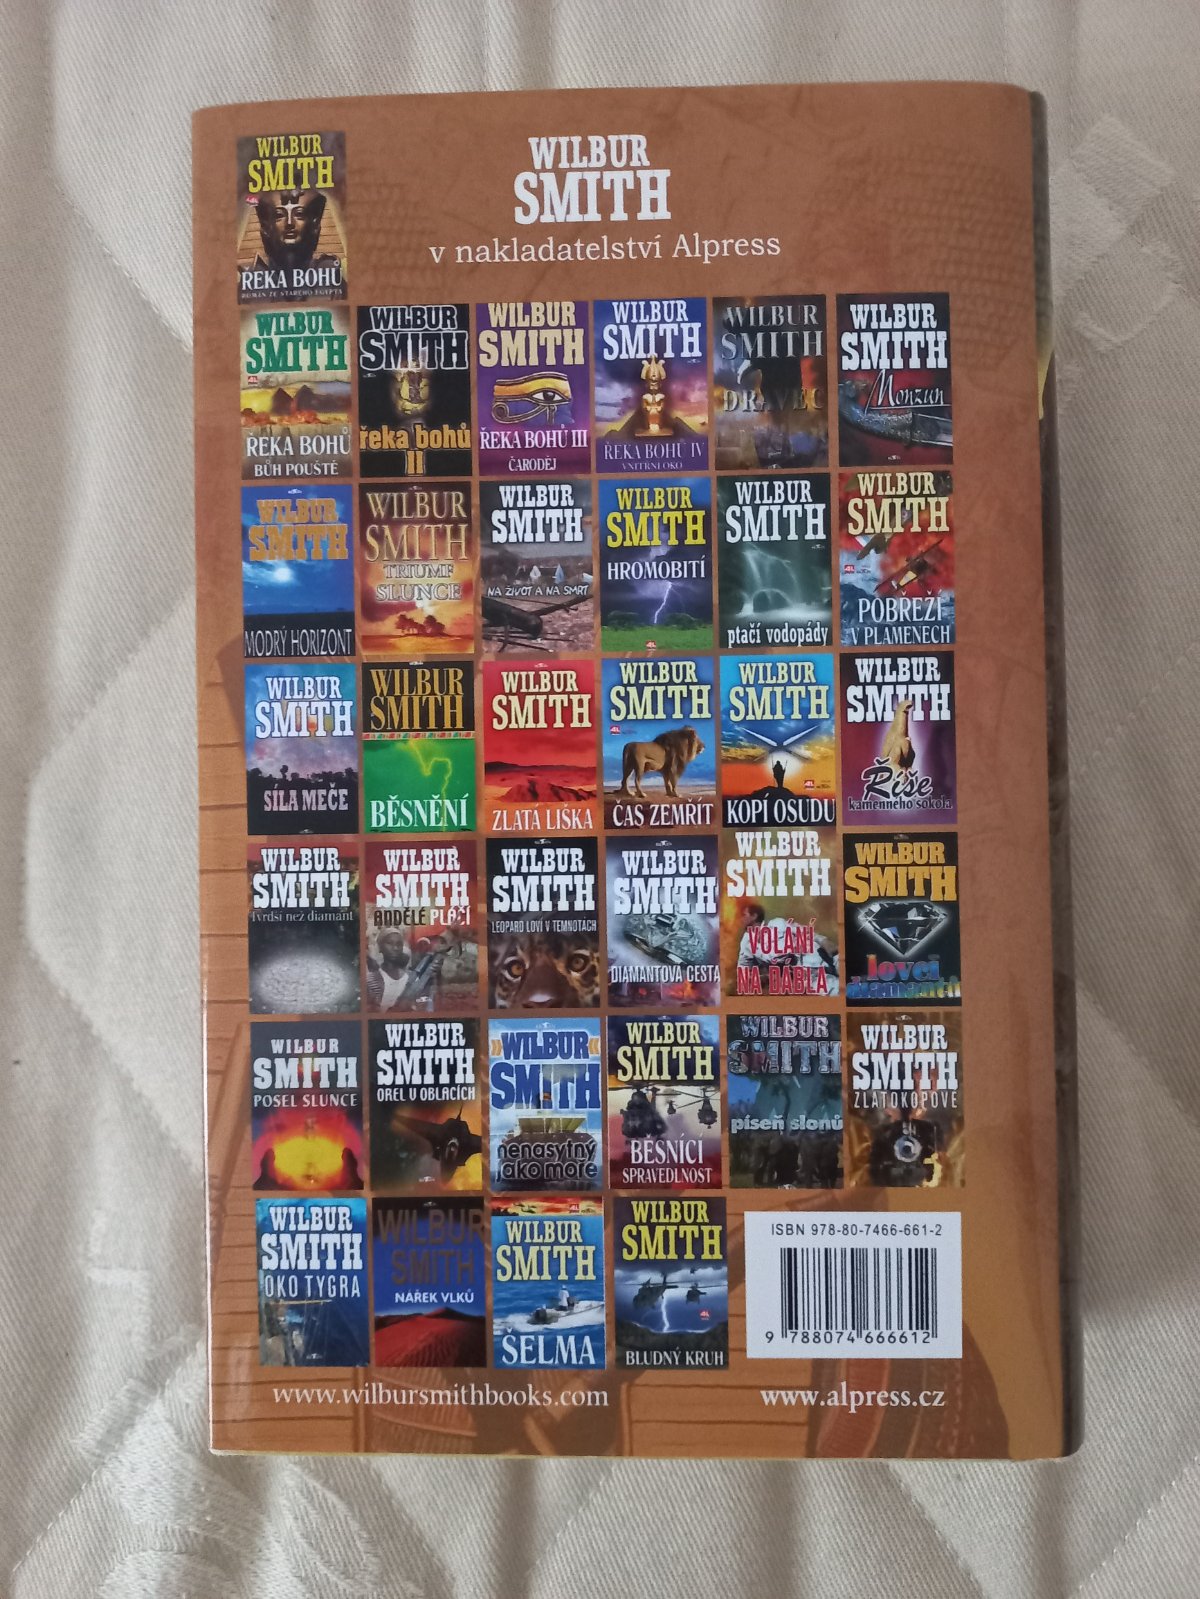 WILBUR
SMITH
ŘEKA BOHŮ
ROMÁN ZE STARÉHO EGYPTA
WILBUR
SMITH
v nakladatelství Alpress
WILBUR
SMITH
ŘEKA BOHŮ
BŮH POUŠTĚ
WILBUR
SMITH
řeka bohů
II
WILBUR
SMITH
ŘEKA BOHŮ III
ČARODĚJ
WILBUR
SMITH
ŘEKA BOHŮ IV
VNITŘNÍ OKO
WILBUR
SMITH
DRAVEC
WILBUR
SMITH
Monzun
WILBUR
SMITH
MODRÝ HORIZONT
WILBUR
SMITH
TRIUMF
SLUNCE
WILBUR
SMITH
NA ŽIVOT A NA SMRT
WILBUR
SMITH
HROMOBITÍ
WILBUR
SMITH
ptačí vodopády
WILBUR
SMITH
POBŘEŽÍ
V PLAMENECH
WILBUR
SMITH
SÍLA MEČE
WILBUR
SMITH
BĚSNĚNÍ
WILBUR
SMITH
ZLATÁ LIŠKA
WILBUR
SMITH
ČAS ZEMŘÍT
WILBUR
SMITH
KOPÍ OSUDU
WILBUR
SMITH
Říše
kamenného sokola
WILBUR
SMITH
Tvrdší než diamant
WILBUR
SMITH
ANDĚLÉ PLÁČÍ
WILBUR
SMITH
LEOPARD LOVÍ V TEMNOTÁCH
WILBUR
SMITH
DIAMANTOVÁ CESTA
WILBUR
SMITH
VOLÁNÍ
NA ĎÁBLA
WILBUR
SMITH
lovci
diamantů
WILBUR
SMITH
POSEL SLUNCE
WILBUR
SMITH
OREL V OBLACÍCH
WILBUR
SMITH
nenasytný
jako moře
WILBUR
SMITH
BĚSNÍCÍ
SPRAVEDLNOST
WILBUR
SMITH
píseň slonů
WILBUR
SMITH
ZLATOKOPOVÉ
WILBUR
SMITH
OKO TYGRA
WILBUR
SMITH
NÁŘEK VLKŮ
WILBUR
SMITH
ŠELMA
WILBUR
SMITH
BLUDNÝ KRUH
ISBN 978-80-7466-661-2
9 788074 666612
www.wilbursmithbooks.com
www.alpress.cz